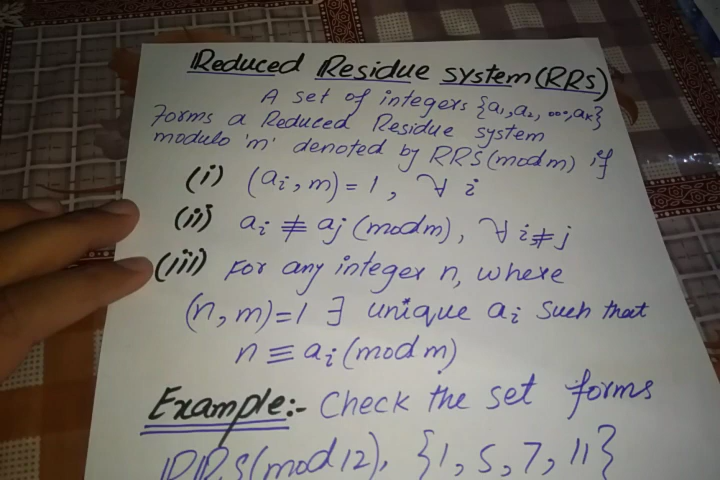 Reduced Residue system (RRS)
A set of integers {a₁, a₂, ..., aₖ}
Forms a Reduced Residue system
modulo 'm' denoted by RRS(mod m) if
(i) (aᵢ, m) = 1, ∀ i
(ii) aᵢ ≢ aⱼ (mod m), ∀ i ≠ j
(iii) For any integer n, where
(n, m) = 1 ∃ unique aᵢ such that
n ≡ aᵢ (mod m)
Example:- Check the set forms
RRS(mod 12), {1, 5, 7, 11}